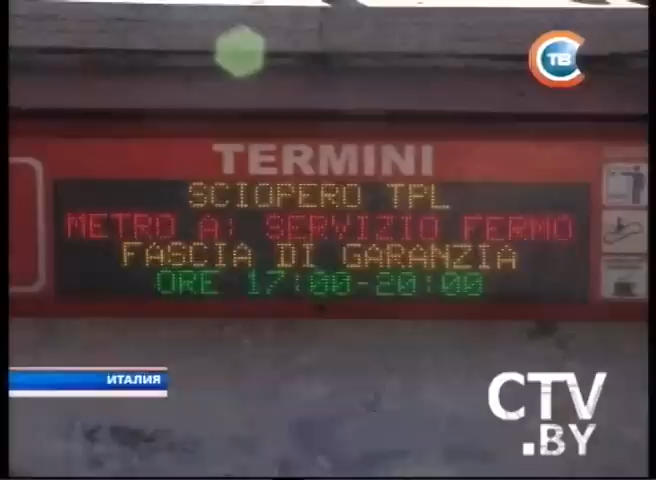 ТВ
TERMINI
SCIOPERO TPL
METRO A: SERVIZIO FERMO
FASCIA DI GARANZIA
ORE 17:00-20:00
ИТАЛИЯ
CTV
.BY